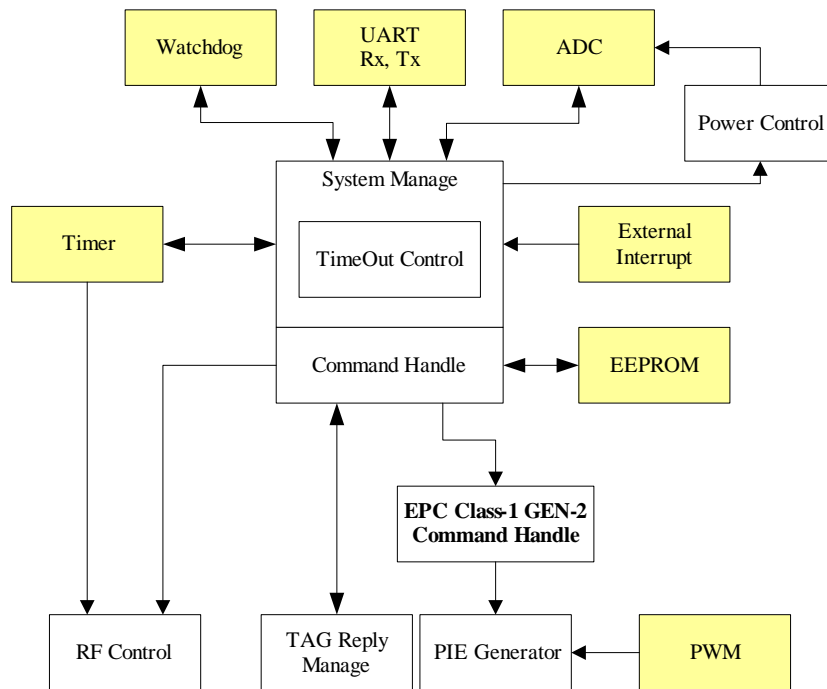 Watchdog
UART
Rx, Tx
ADC
Power Control
System Manage
Timer
TimeOut Control
External
Interrupt
Command Handle
EEPROM
EPC Class-1 GEN-2
Command Handle
RF Control
TAG Reply
Manage
PIE Generator
PWM